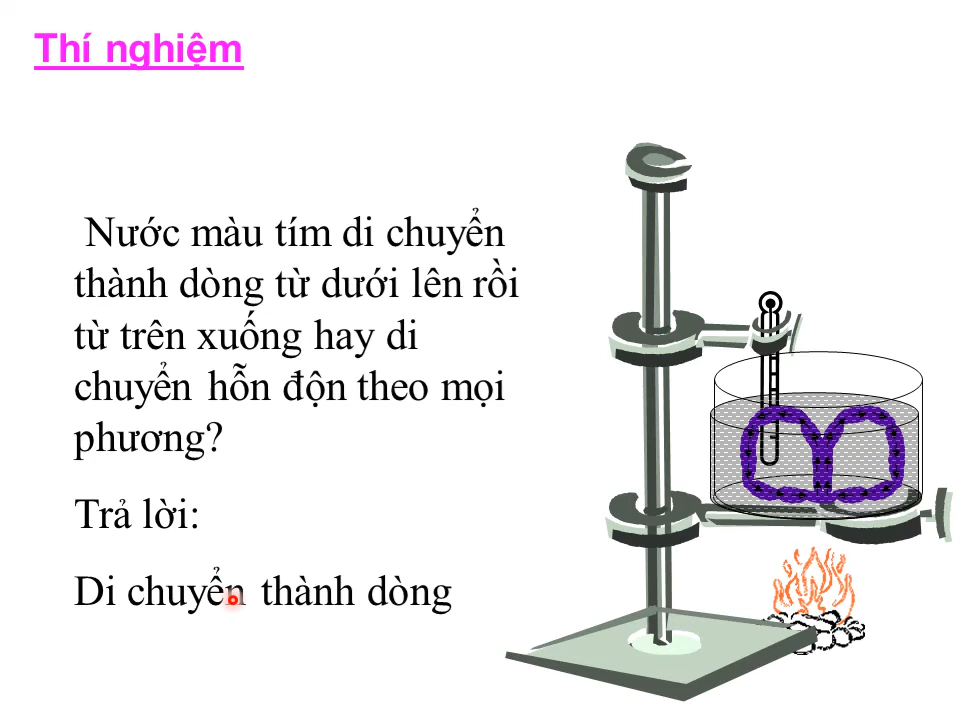 Thí nghiệm
Nước màu tím di chuyển
thành dòng từ dưới lên rồi
từ trên xuống hay di
chuyển hỗn độn theo mọi
phương?
Trả lời:
Di chuyển thành dòng